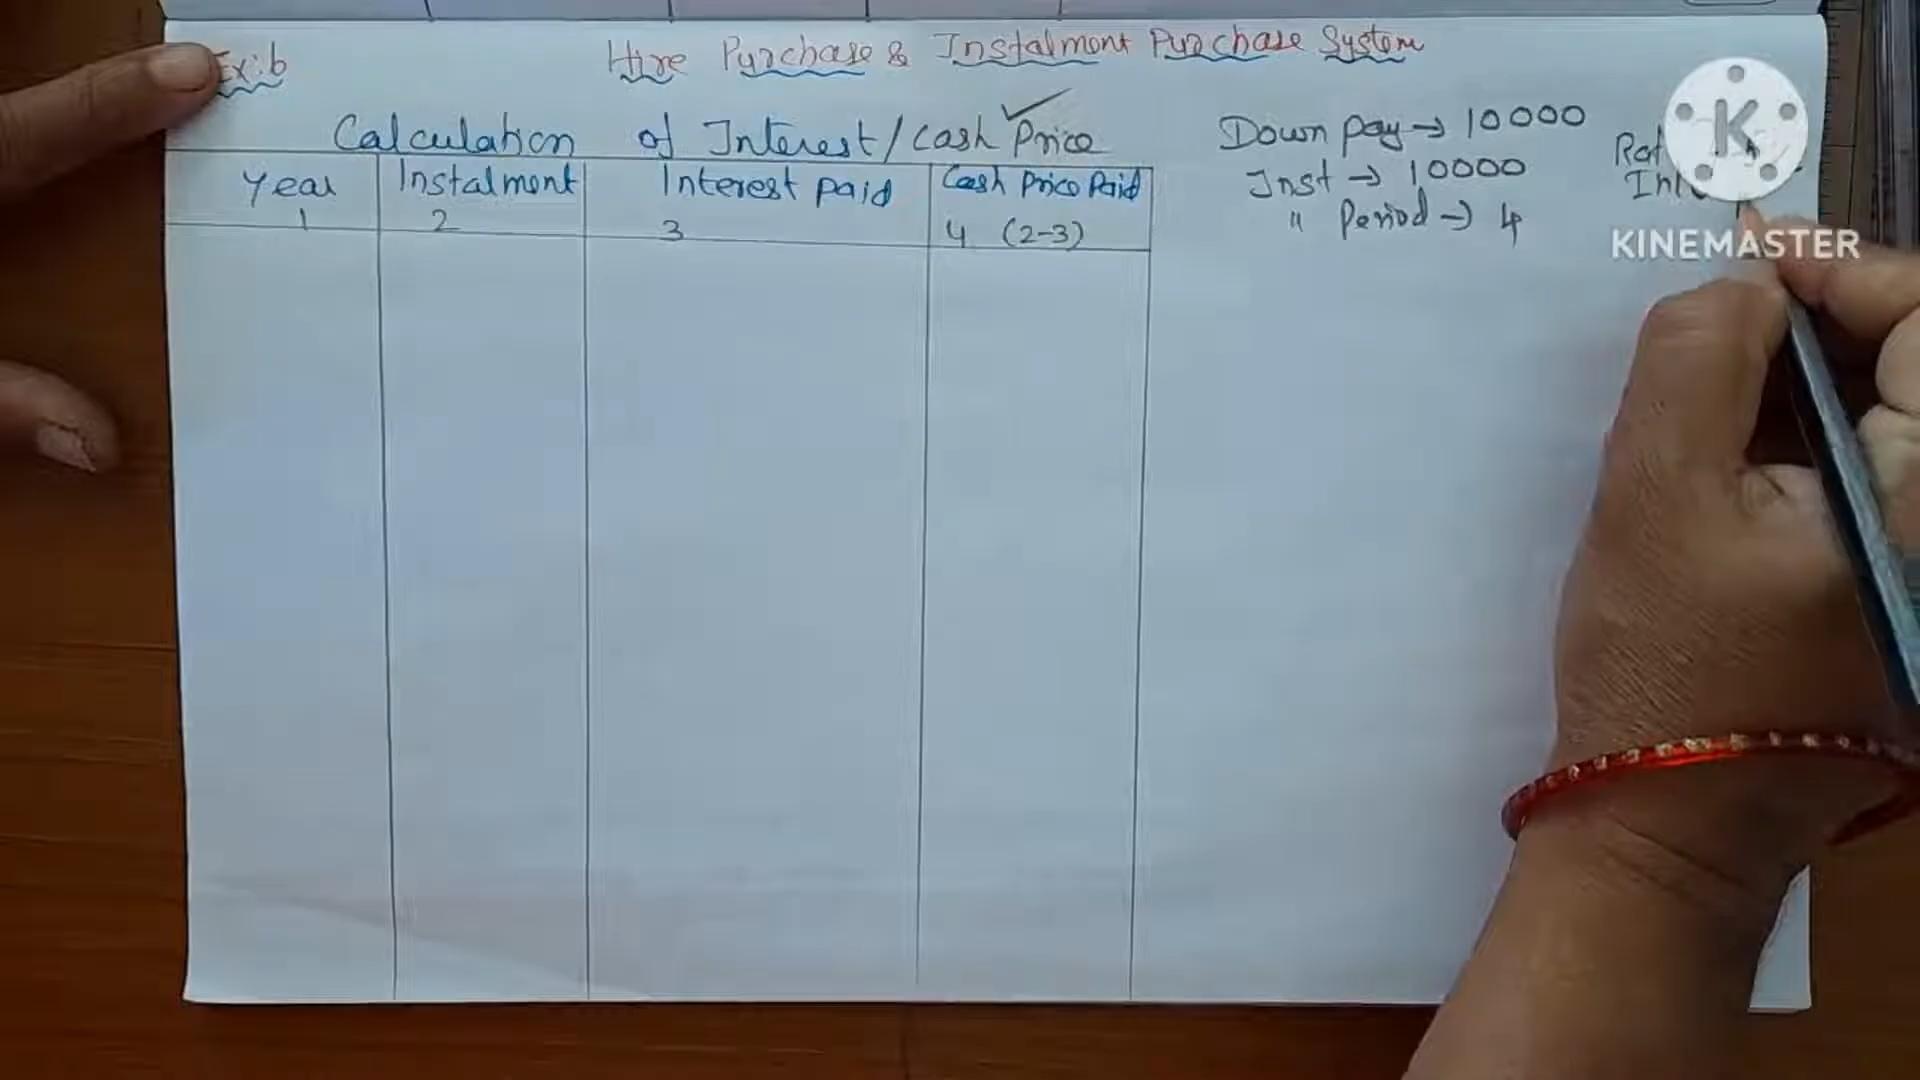 Ex:6
Hire Purchase & Instalment Purchase System
Calculation of Interest/Cash Price
Year Instalment Interest paid Cash Price Paid
1 2 3 4 (2-3)
Down pay → 10000
Inst → 10000
" Period → 4
K
KINEMASTER